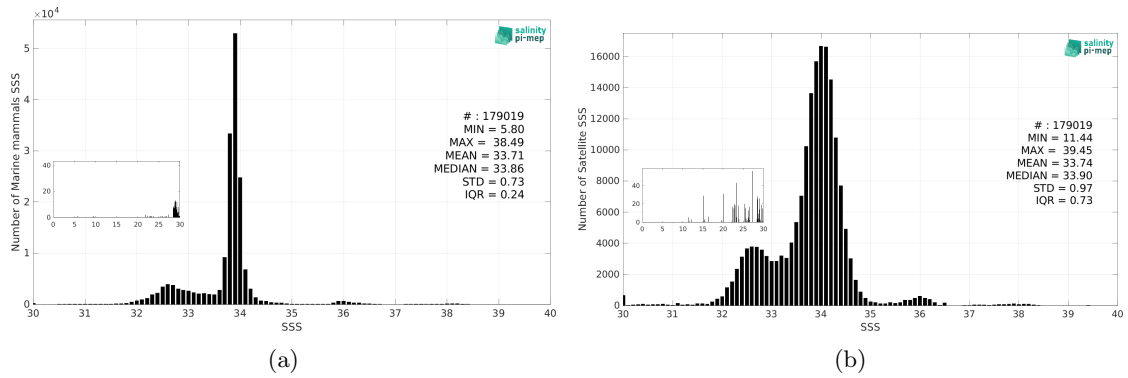 ×10⁴
5
4
3
2
1
0
Number of Marine mammals SSS
salinity
pi-mep
# : 179019
MIN = 5.80
MAX = 38.49
MEAN = 33.71
MEDIAN = 33.86
STD = 0.73
IQR = 0.24
40
20
0
0 5 10 15 20 25 30
30 31 32 33 34 35 36 37 38 39 40
SSS
(a)
16000
14000
12000
10000
8000
6000
4000
2000
0
Number of Satellite SSS
salinity
pi-mep
# : 179019
MIN = 11.44
MAX = 39.45
MEAN = 33.74
MEDIAN = 33.90
STD = 0.97
IQR = 0.73
40
20
0
0 5 10 15 20 25 30
30 31 32 33 34 35 36 37 38 39 40
SSS
(b)